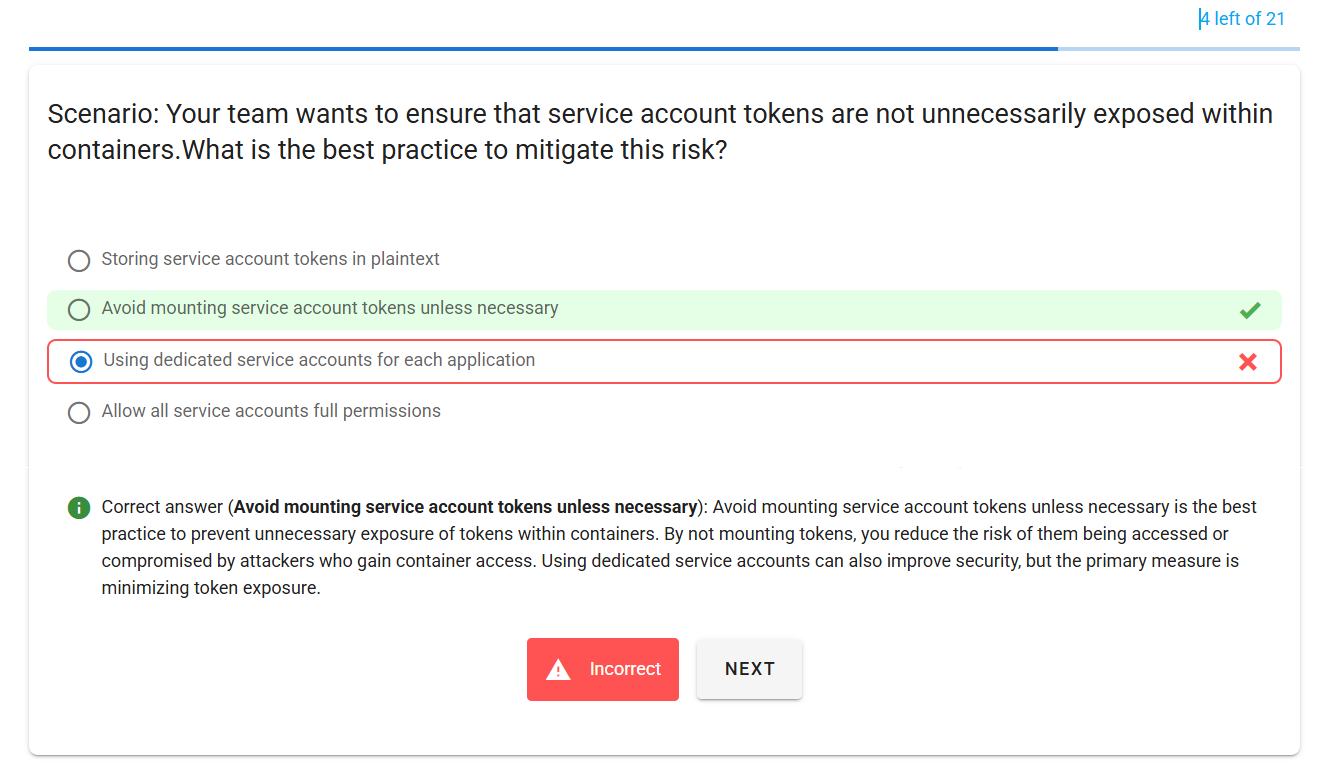 4 left of 21
Scenario: Your team wants to ensure that service account tokens are not unnecessarily exposed within
containers.What is the best practice to mitigate this risk?
Storing service account tokens in plaintext
Avoid mounting service account tokens unless necessary
Using dedicated service accounts for each application
Allow all service accounts full permissions
Correct answer (Avoid mounting service account tokens unless necessary): Avoid mounting service account tokens unless necessary is the best
practice to prevent unnecessary exposure of tokens within containers. By not mounting tokens, you reduce the risk of them being accessed or
compromised by attackers who gain container access. Using dedicated service accounts can also improve security, but the primary measure is
minimizing token exposure.
Incorrect
NEXT